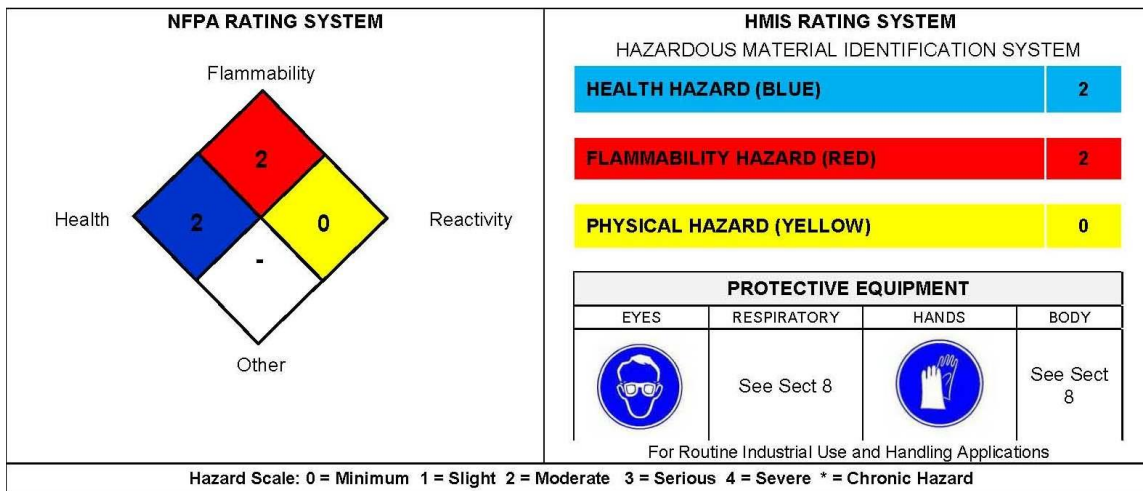 NFPA RATING SYSTEM
Flammability
2
Health
2
0
Reactivity
-
Other
HMIS RATING SYSTEM
HAZARDOUS MATERIAL IDENTIFICATION SYSTEM
HEALTH HAZARD (BLUE) 2
FLAMMABILITY HAZARD (RED) 2
PHYSICAL HAZARD (YELLOW) 0
PROTECTIVE EQUIPMENT
EYES RESPIRATORY HANDS BODY
See Sect 8
See Sect
8
For Routine Industrial Use and Handling Applications
Hazard Scale: 0 = Minimum 1 = Slight 2 = Moderate 3 = Serious 4 = Severe * = Chronic Hazard